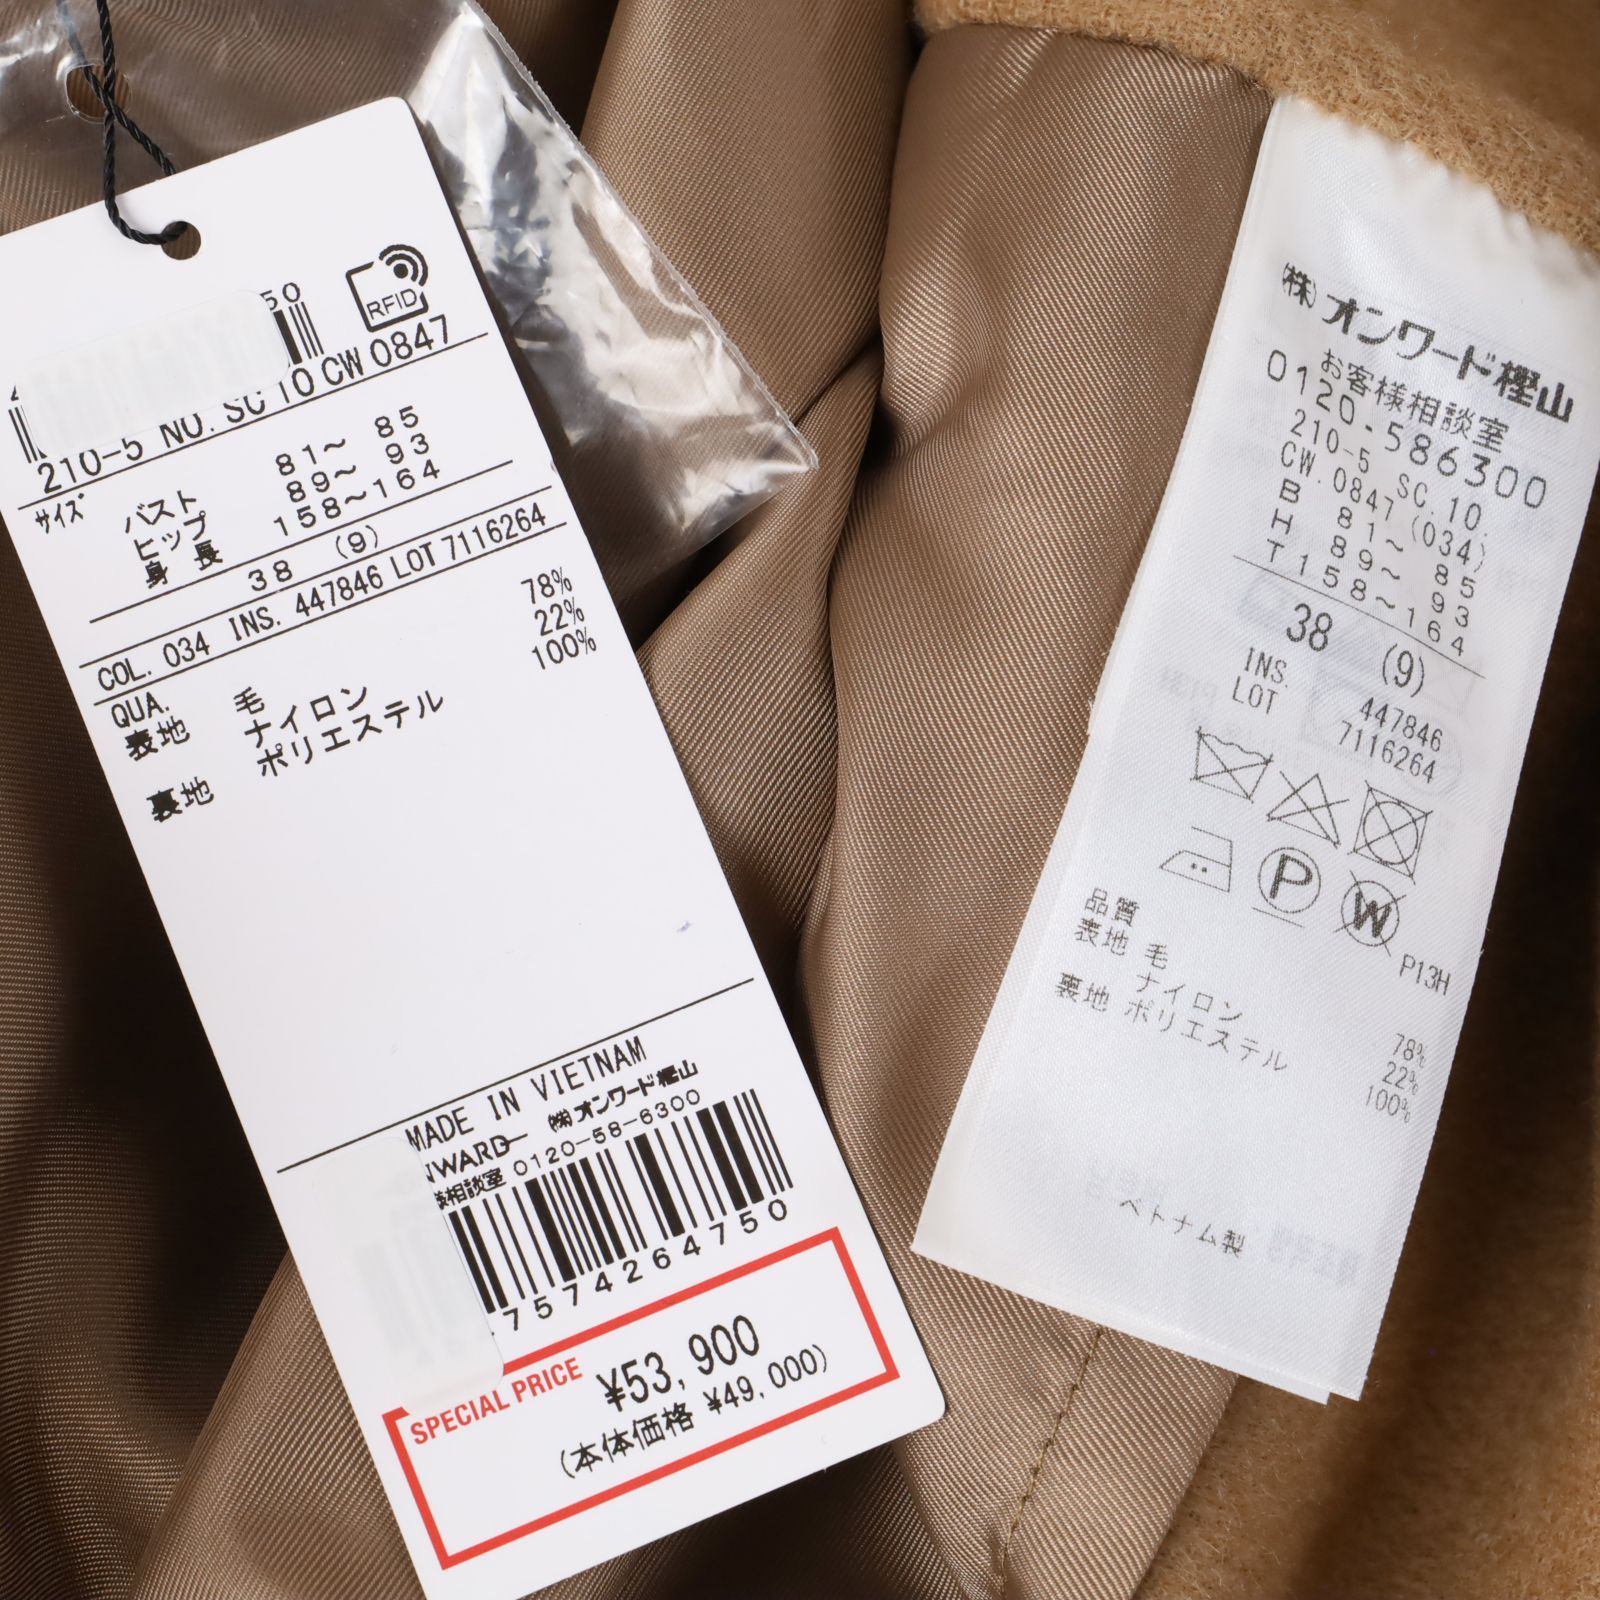 50
RFID
210-5 NO. SC 10 CW 0847
サイズ バスト 81~ 85
ヒップ 89~ 93
身 長 158~164
38 (9)
COL. 034 INS. 447846 LOT 7116264
QUA.
表地 毛 78%
ナイロン 22%
裏地 ポリエステル 100%
MADE IN VIETNAM
NWARD (株)オンワード樫山
様相談室 0120-58-6300
7574264750
SPECIAL PRICE ¥53,900
(本体価格 ¥49,000)
(株)オンワード樫山
お客様相談室
0120-586300
210-5 SC.10.
CW.0847 (034)
B 81~ 85
H 89~ 93
T 158~164
38 (9)
INS. 447846
LOT 7116264
P W
P13H
品質
表地 毛 78%
ナイロン 22%
裏地 ポリエステル 100%
ベトナム製